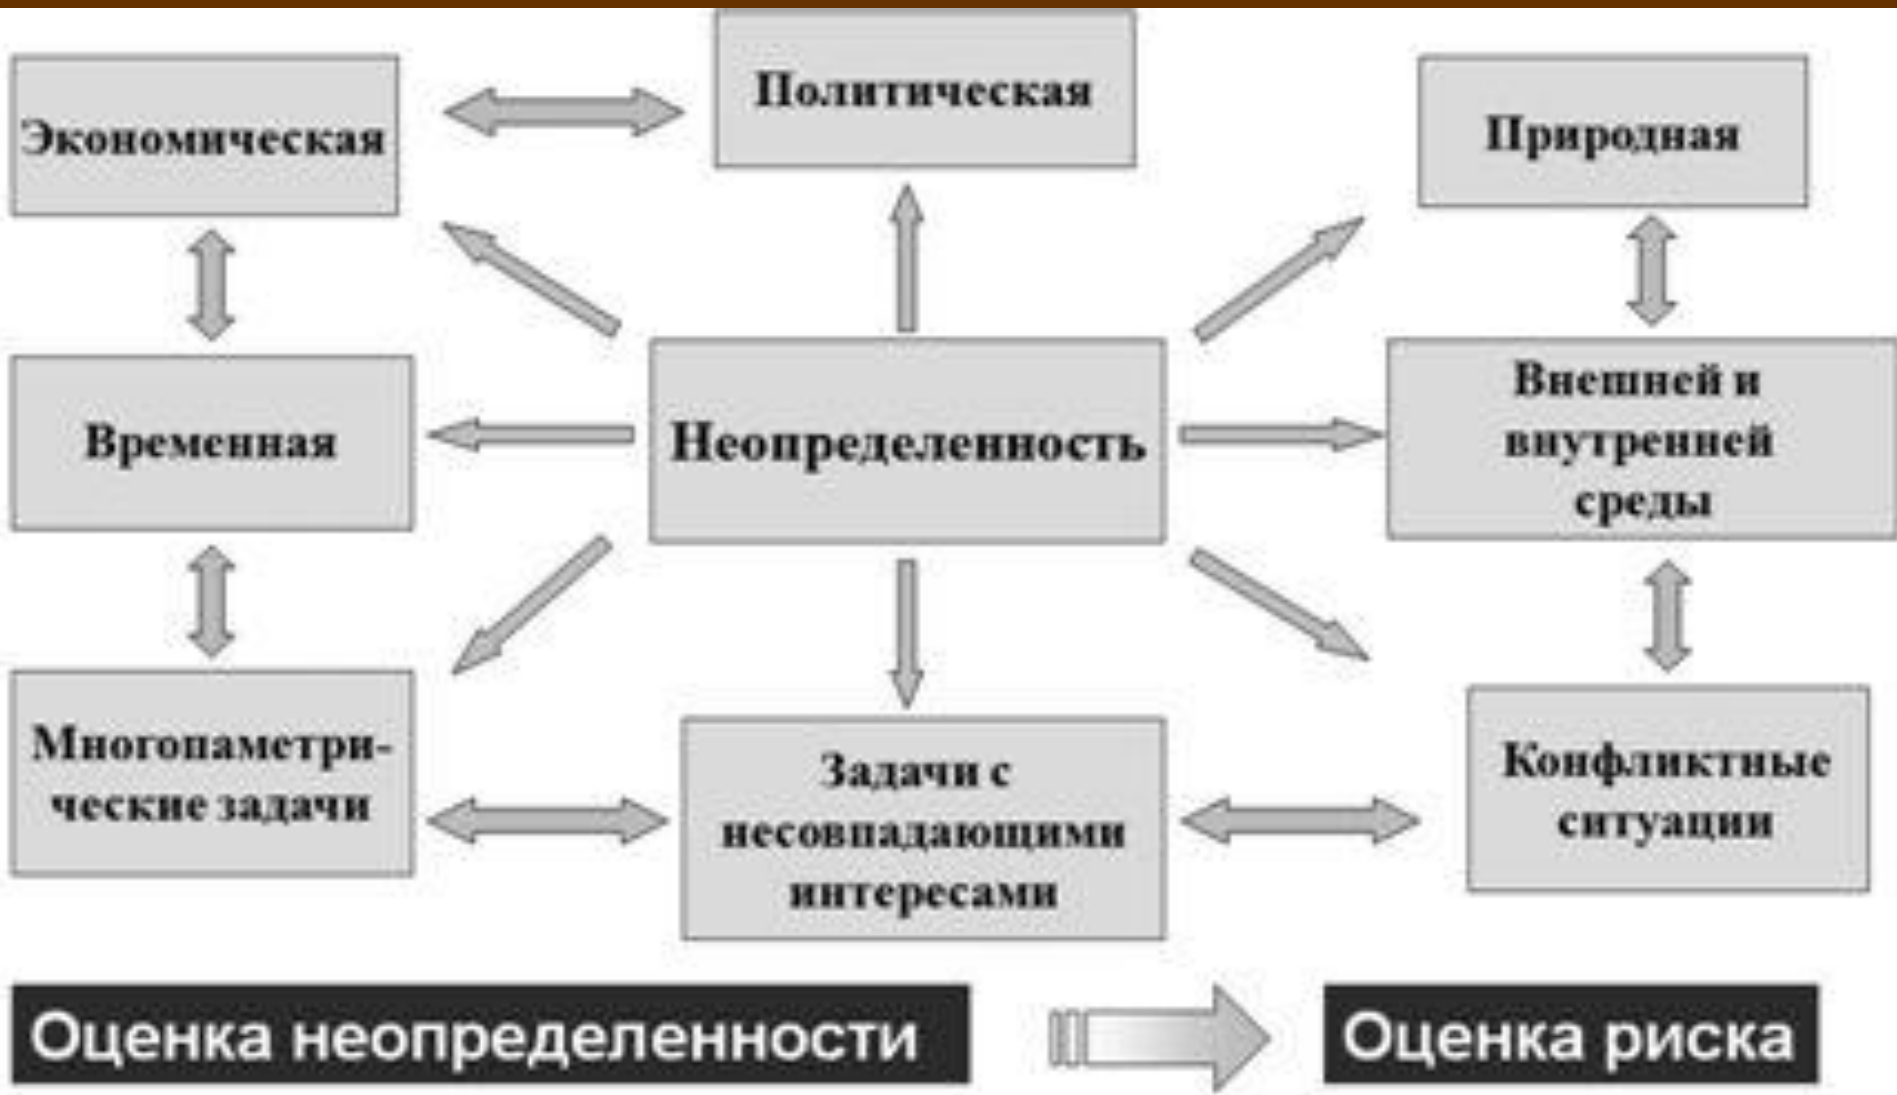 Экономическая
Политическая
Природная
Временная
Неопределенность
Внешней и
внутренней
среды
Многопаметри-
ческие задачи
Задачи с
несовпадающими
интересами
Конфликтные
ситуации
Оценка неопределенности
Оценка риска